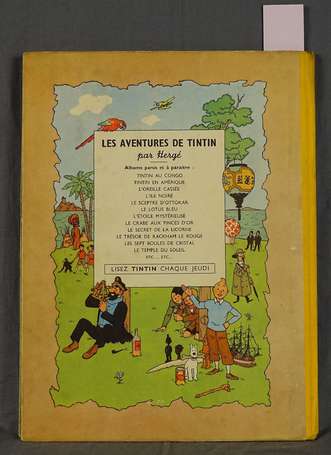 LES AVENTURES DE TINTIN
par Hergé
Albums parus et à paraître :
TINTIN AU CONGO
TINTIN EN AMÉRIQUE
L'OREILLE CASSÉE
L'ILE NOIRE
LE SCEPTRE D'OTTOKAR
LE LOTUS BLEU
L'ÉTOILE MYSTÉRIEUSE
LE CRABE AUX PINCES D'OR
LE SECRET DE LA LICORNE
LE TRÉSOR DE RACKHAM LE ROUGE
LES SEPT BOULES DE CRISTAL
LE TEMPLE DU SOLEIL
ETC... ETC...
LISEZ TINTIN CHAQUE JEUDI